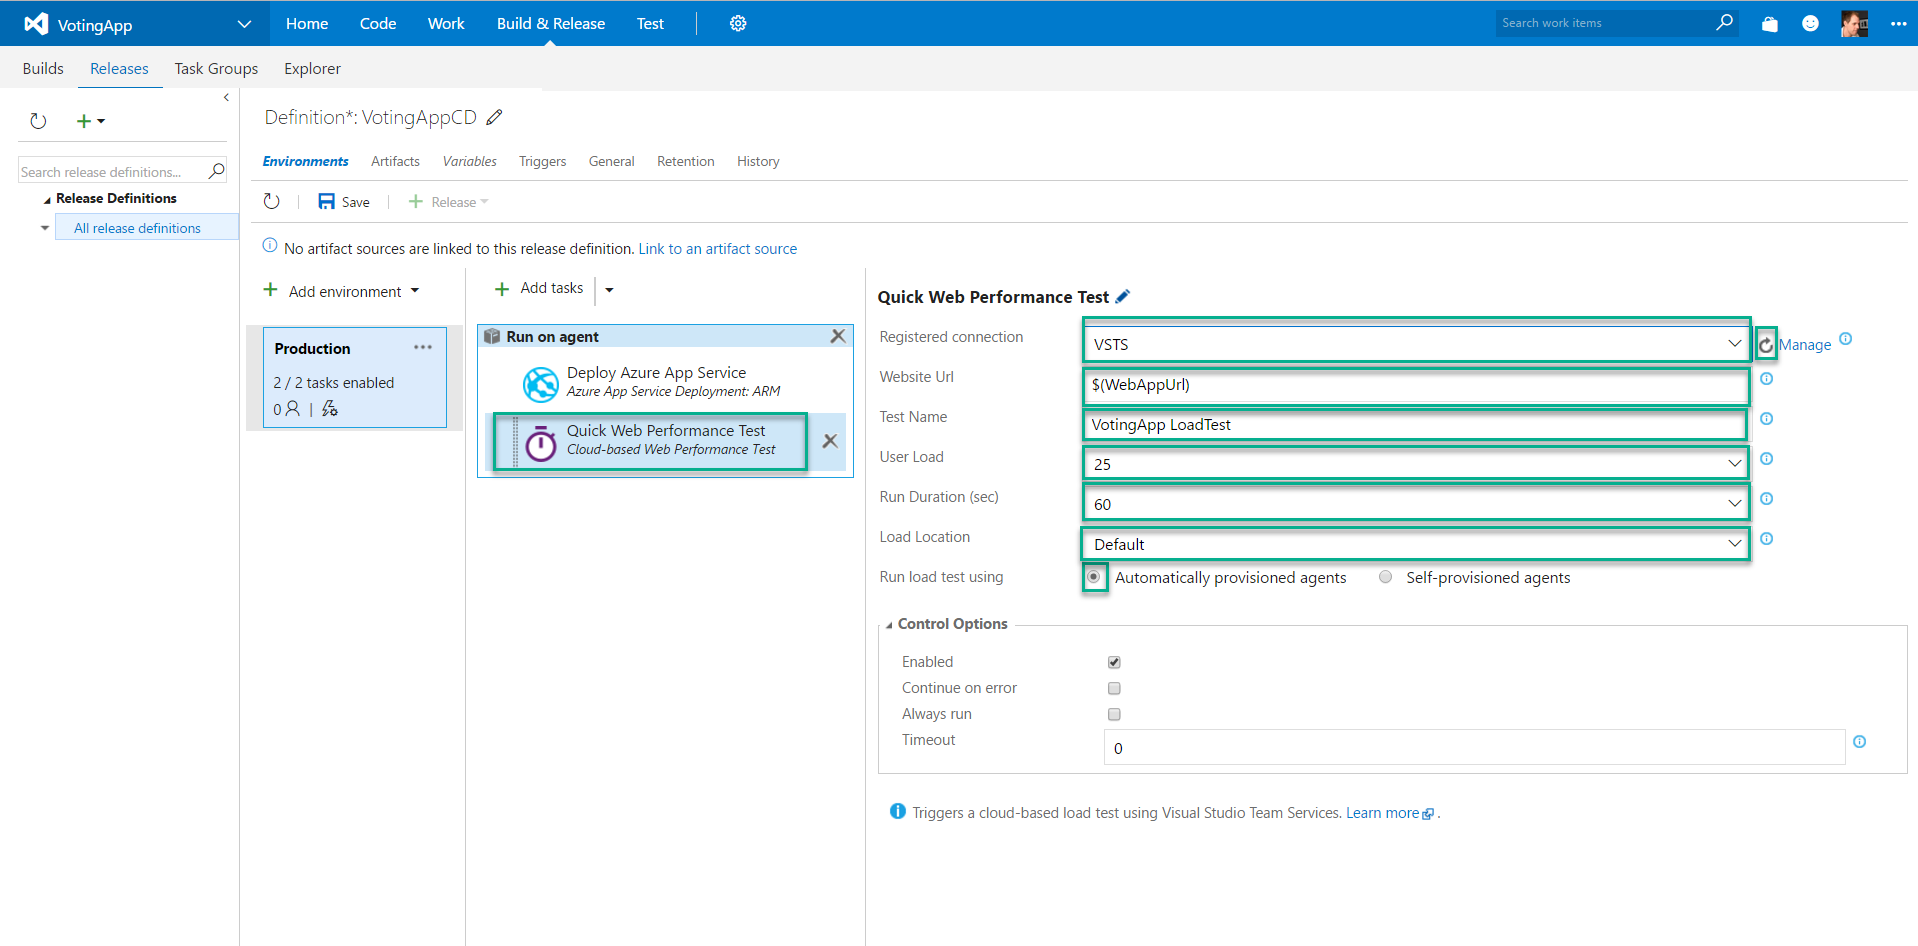 VotingApp
Home Code Work Build & Release Test
Search work items
Builds Releases Task Groups Explorer
Search release definitions...
Release Definitions
All release definitions
Definition*: VotingAppCD
Environments Artifacts Variables Triggers General Retention History
Save Release
No artifact sources are linked to this release definition. Link to an artifact source
Add environment
Production
2 / 2 tasks enabled
0 |
Add tasks
Run on agent
Deploy Azure App Service
Azure App Service Deployment: ARM
Quick Web Performance Test
Cloud-based Web Performance Test
Quick Web Performance Test
Registered connection VSTS Manage
Website Url $(WebAppUrl)
Test Name VotingApp LoadTest
User Load 25
Run Duration (sec) 60
Load Location Default
Run load test using Automatically provisioned agents Self-provisioned agents
Control Options
Enabled
Continue on error
Always run
Timeout 0
Triggers a cloud-based load test using Visual Studio Team Services. Learn more .